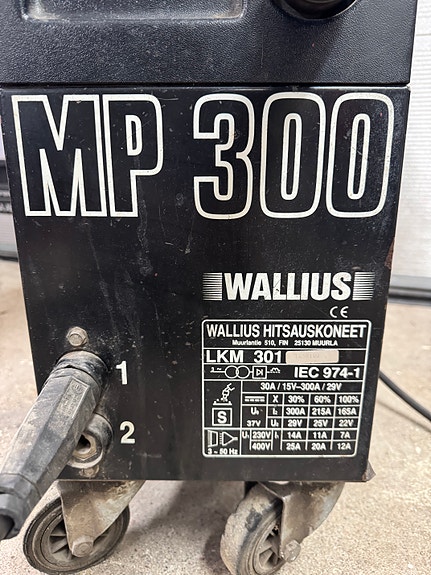 MP 300
WALLIUS
CE
WALLIUS HITSAUSKONEET
Muurlantie 510, FIN 25130 MUURLA
LKM 301
IEC 974-1
30A / 15V–300A / 29V
X 30% 60% 100%
S U₀ I₂ 300A 215A 165A
37V U₂ 29V 25V 22V
U₁ 230V I₁ 14A 11A 7A
3 ~ 50 Hz 400V 25A 20A 12A
1
2